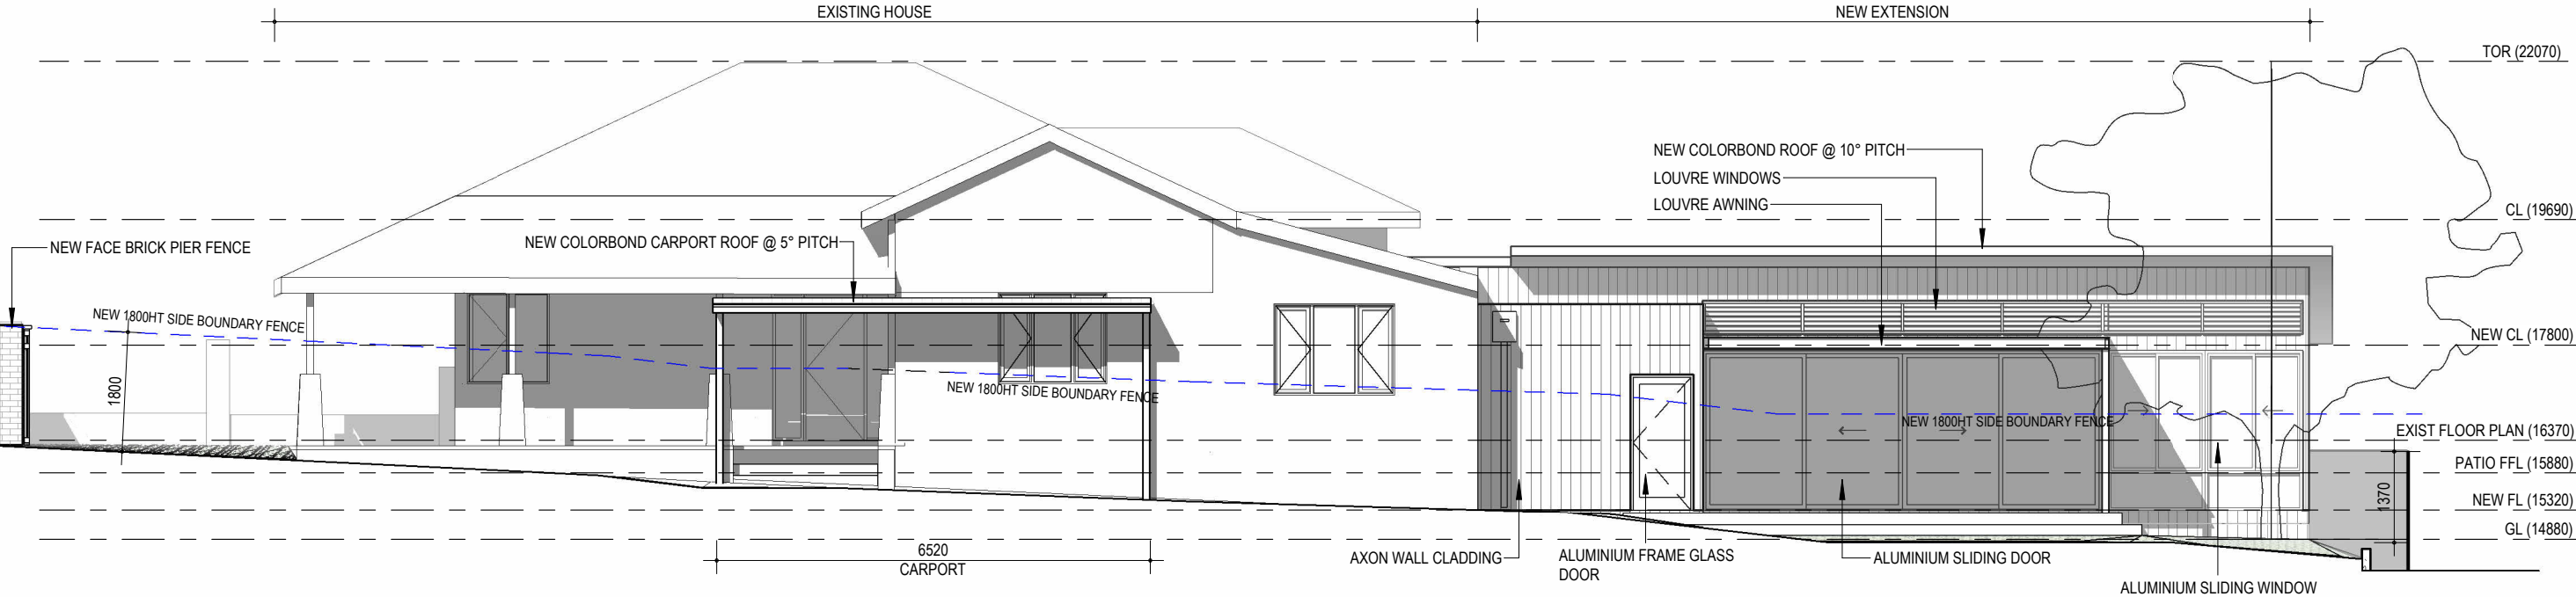 EXISTING HOUSE
NEW EXTENSION
TOR (22070)
NEW COLORBOND ROOF @ 10° PITCH
LOUVRE WINDOWS
LOUVRE AWNING
CL (19690)
NEW FACE BRICK PIER FENCE
NEW COLORBOND CARPORT ROOF @ 5° PITCH
NEW 1800HT SIDE BOUNDARY FENCE
NEW CL (17800)
1800
NEW 1800HT SIDE BOUNDARY FENCE
NEW 1800HT SIDE BOUNDARY FENCE
EXIST FLOOR PLAN (16370)
PATIO FFL (15880)
1370
NEW FL (15320)
GL (14880)
6520
CARPORT
AXON WALL CLADDING
ALUMINIUM FRAME GLASS
DOOR
ALUMINIUM SLIDING DOOR
ALUMINIUM SLIDING WINDOW